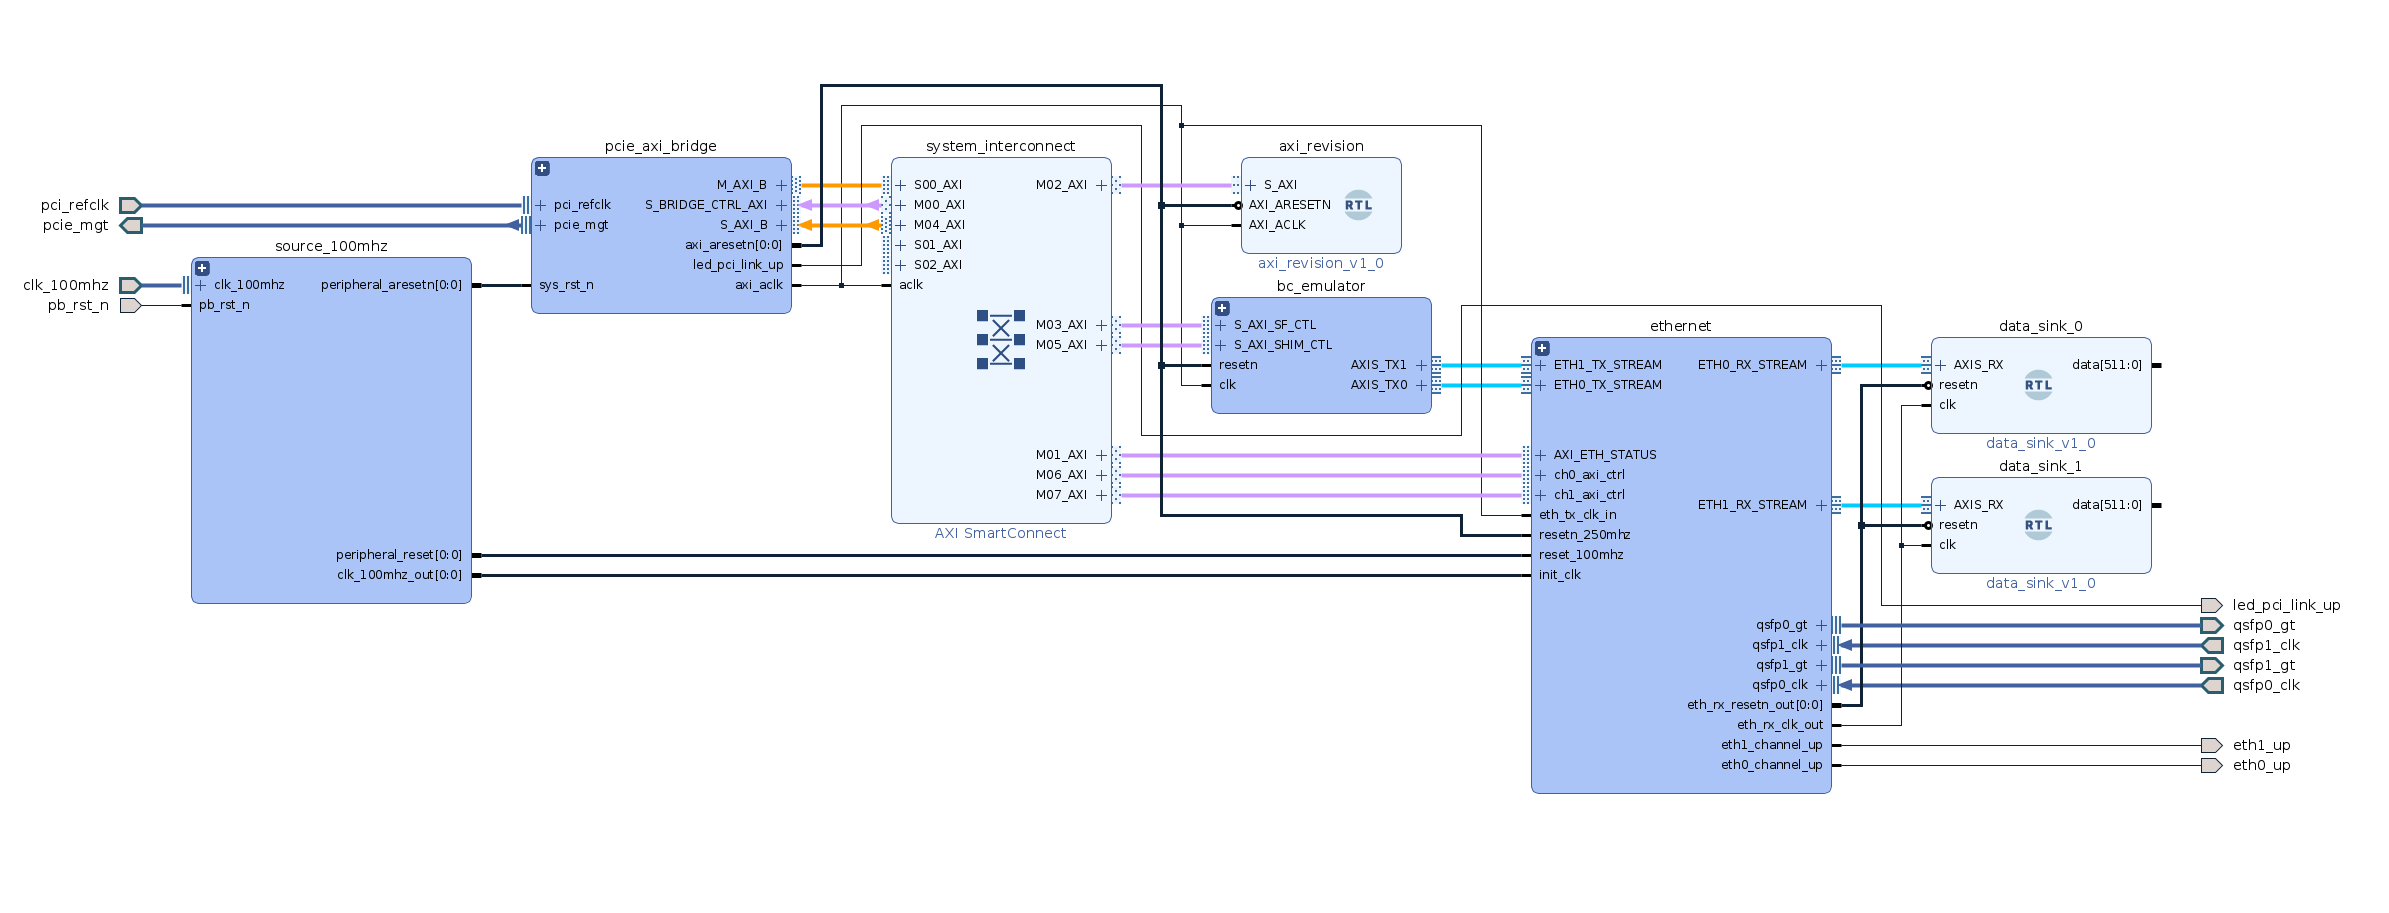 pci_refclk
pcie_mgt
clk_100mhz
pb_rst_n
source_100mhz
clk_100mhz
pb_rst_n
peripheral_aresetn[0:0]
peripheral_reset[0:0]
clk_100mhz_out[0:0]
pcie_axi_bridge
pci_refclk
pcie_mgt
sys_rst_n
M_AXI_B
S_BRIDGE_CTRL_AXI
S_AXI_B
axi_aresetn[0:0]
led_pci_link_up
axi_aclk
system_interconnect
S00_AXI
M00_AXI
M04_AXI
S01_AXI
S02_AXI
aclk
M02_AXI
M03_AXI
M05_AXI
M01_AXI
M06_AXI
M07_AXI
AXI SmartConnect
axi_revision
S_AXI
AXI_ARESETN
AXI_ACLK
RTL
axi_revision_v1_0
bc_emulator
S_AXI_SF_CTL
S_AXI_SHIM_CTL
resetn
clk
AXIS_TX1
AXIS_TX0
ethernet
ETH1_TX_STREAM
ETH0_TX_STREAM
AXI_ETH_STATUS
ch0_axi_ctrl
ch1_axi_ctrl
eth_tx_clk_in
resetn_250mhz
reset_100mhz
init_clk
ETH0_RX_STREAM
ETH1_RX_STREAM
qsfp0_gt
qsfp1_clk
qsfp1_gt
qsfp0_clk
eth_rx_resetn_out[0:0]
eth_rx_clk_out
eth1_channel_up
eth0_channel_up
data_sink_0
AXIS_RX
resetn
clk
RTL
data[511:0]
data_sink_v1_0
data_sink_1
AXIS_RX
resetn
clk
RTL
data[511:0]
data_sink_v1_0
led_pci_link_up
qsfp0_gt
qsfp1_clk
qsfp1_gt
qsfp0_clk
eth1_up
eth0_up